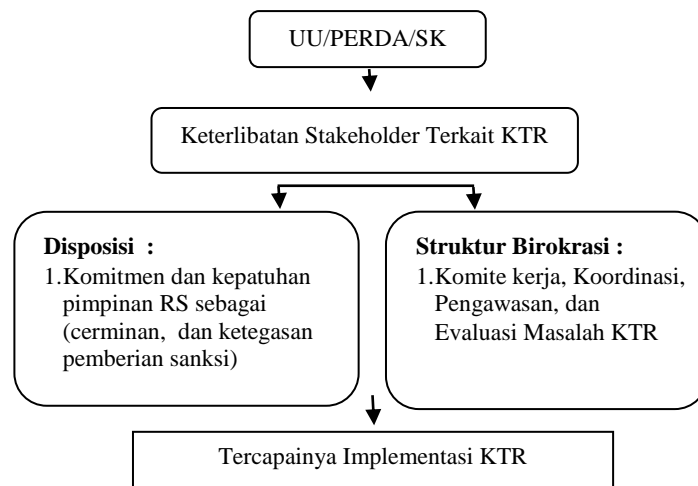 UU/PERDA/SK
Keterlibatan Stakeholder Terkait KTR
Disposisi :
1.Komitmen dan kepatuhan
pimpinan RS sebagai
(cerminan, dan ketegasan
pemberian sanksi)
Struktur Birokrasi :
1.Komite kerja, Koordinasi,
Pengawasan, dan
Evaluasi Masalah KTR
Tercapainya Implementasi KTR